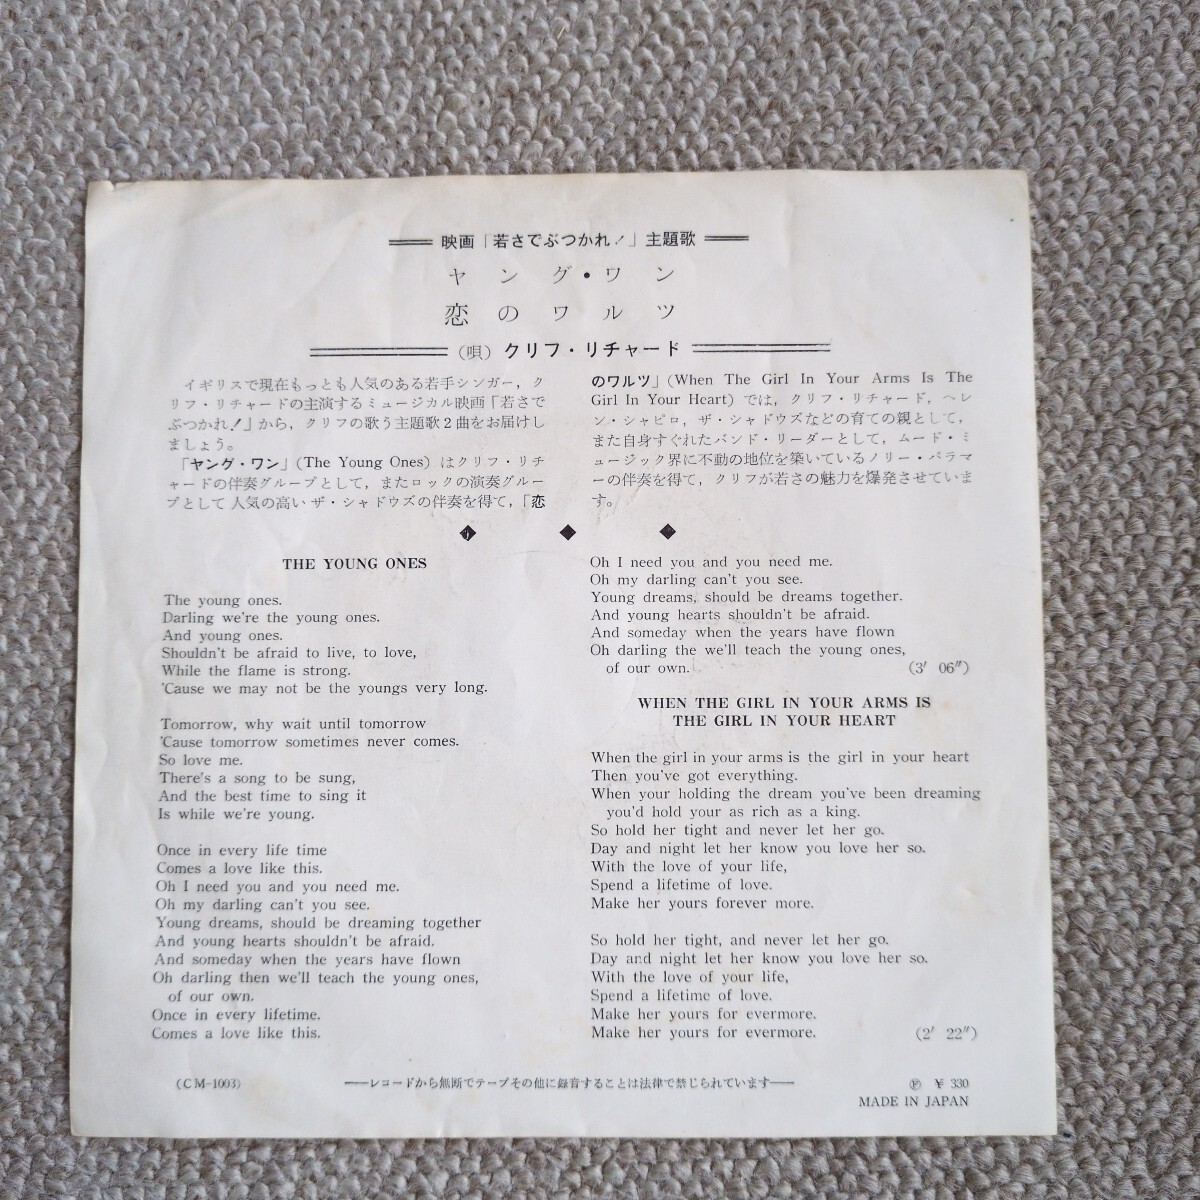 映画「若さでぶつかれ!」主題歌
ヤング・ワン
恋のワルツ
(唄) クリフ・リチャード
イギリスで現在もっとも人気のある若手シンガー，ク
リフ・リチャードの主演するミュージカル映画「若さで
ぶつかれ!」から，クリフの歌う主題歌2曲をお届けし
ましょう。
「ヤング・ワン」(The Young Ones) はクリフ・リチ
ャードの伴奏グループとして，またロックの演奏グルー
プとして人気の高い ザ・シャドウズの伴奏を得て，「恋
のワルツ」(When The Girl In Your Arms Is The
Girl In Your Heart) では，クリフ・リチャード，ヘレ
ン・シャピロ，ザ・シャドウズなどの育ての親として，
また自身すぐれたバンド・リーダーとして，ムード・ミ
ュージック界に不動の地位を築いているノリー・パラマ
ーの伴奏を得て，クリフが若さの魅力を爆発させていま
す。
THE YOUNG ONES
The young ones.
Darling we're the young ones.
And young ones.
Shouldn't be afraid to live, to love,
While the flame is strong.
'Cause we may not be the youngs very long.
Tomorrow, why wait until tomorrow
'Cause tomorrow sometimes never comes.
So love me.
There's a song to be sung,
And the best time to sing it
Is while we're young.
Once in every life time
Comes a love like this.
Oh I need you and you need me.
Oh my darling can't you see.
Young dreams, should be dreaming together
And young hearts shouldn't be afraid.
And someday when the years have flown
Oh darling then we'll teach the young ones,
of our own.
Once in every lifetime.
Comes a love like this.
Oh I need you and you need me.
Oh my darling can't you see.
Young dreams, should be dreams together.
And young hearts shouldn't be afraid.
And someday when the years have flown
Oh darling the we'll teach the young ones,
of our own. (3' 06")
WHEN THE GIRL IN YOUR ARMS IS
THE GIRL IN YOUR HEART
When the girl in your arms is the girl in your heart
Then you've got everything.
When your holding the dream you've been dreaming
you'd hold your as rich as a king.
So hold her tight and never let her go.
Day and night let her know you love her so.
With the love of your life,
Spend a lifetime of love.
Make her yours forever more.
So hold her tight, and never let her go.
Day and night let her know you love her so.
With the love of your life,
Spend a lifetime of love.
Make her yours for evermore.
Make her yours for evermore. (2' 22")
(CM-1003)
レコードから無断でテープその他に録音することは法律で禁じられています
Ⓟ ¥ 330
MADE IN JAPAN